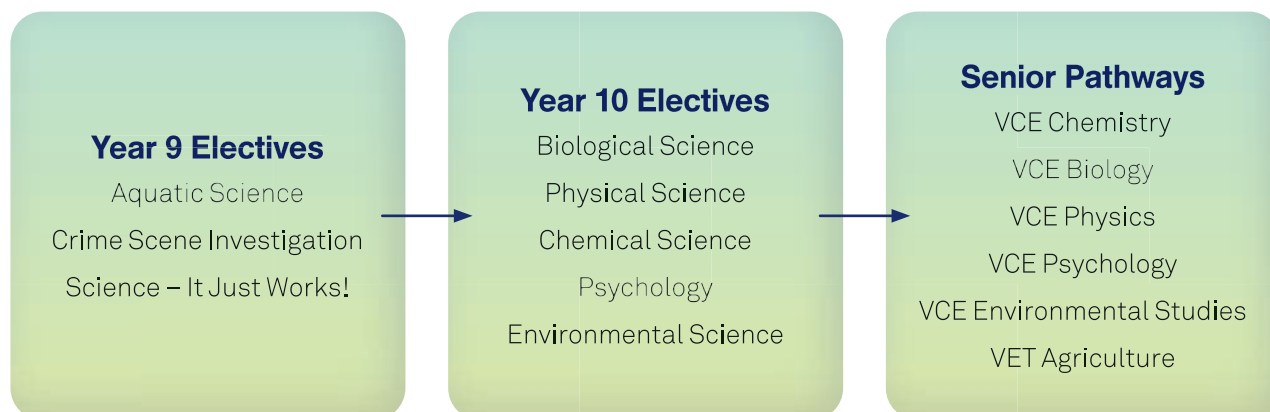 Year 9 Electives
Aquatic Science
Crime Scene Investigation
Science – It Just Works!
Year 10 Electives
Biological Science
Physical Science
Chemical Science
Psychology
Environmental Science
Senior Pathways
VCE Chemistry
VCE Biology
VCE Physics
VCE Psychology
VCE Environmental Studies
VET Agriculture